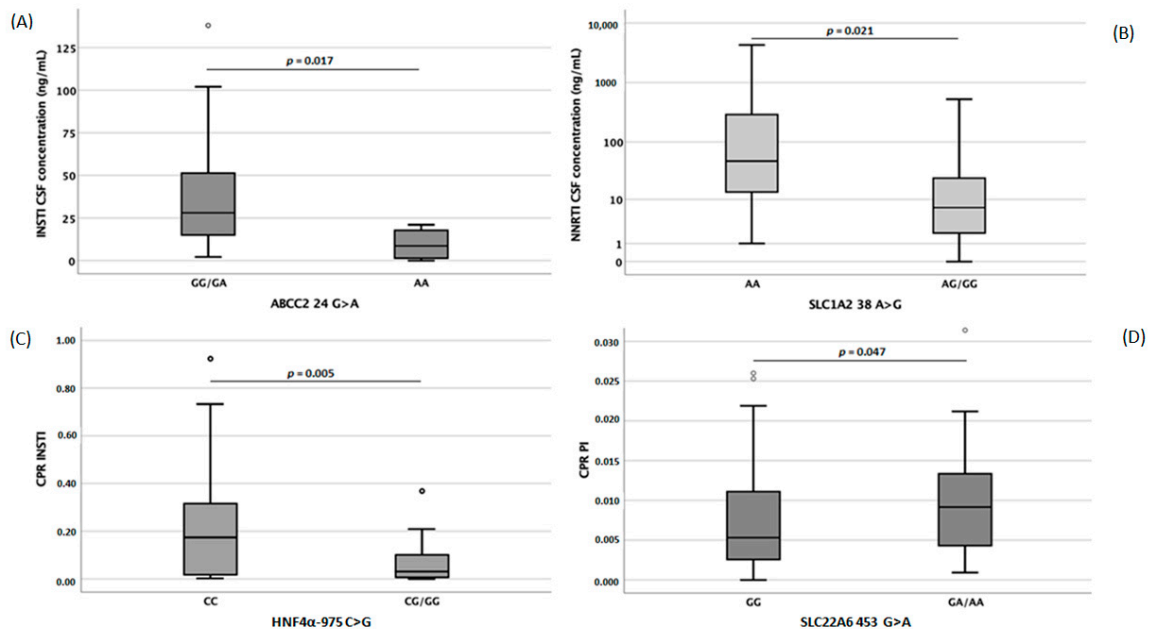 (A)
INSTI CSF concentration (ng/mL)
125
100
75
50
25
0
p = 0.017
GG/GA
AA
ABCC2 24 G>A
(B)
NNRTI CSF concentration (ng/mL)
10,000
1000
100
10
1
0
p = 0.021
AA
AG/GG
SLC1A2 38 A>G
(C)
CPR INSTI
1.00
0.80
0.60
0.40
0.20
0.00
p = 0.005
CC
CG/GG
HNF4α-975 C>G
(D)
CPR PI
0.030
0.025
0.020
0.015
0.010
0.005
0.000
p = 0.047
GG
GA/AA
SLC22A6 453 G>A